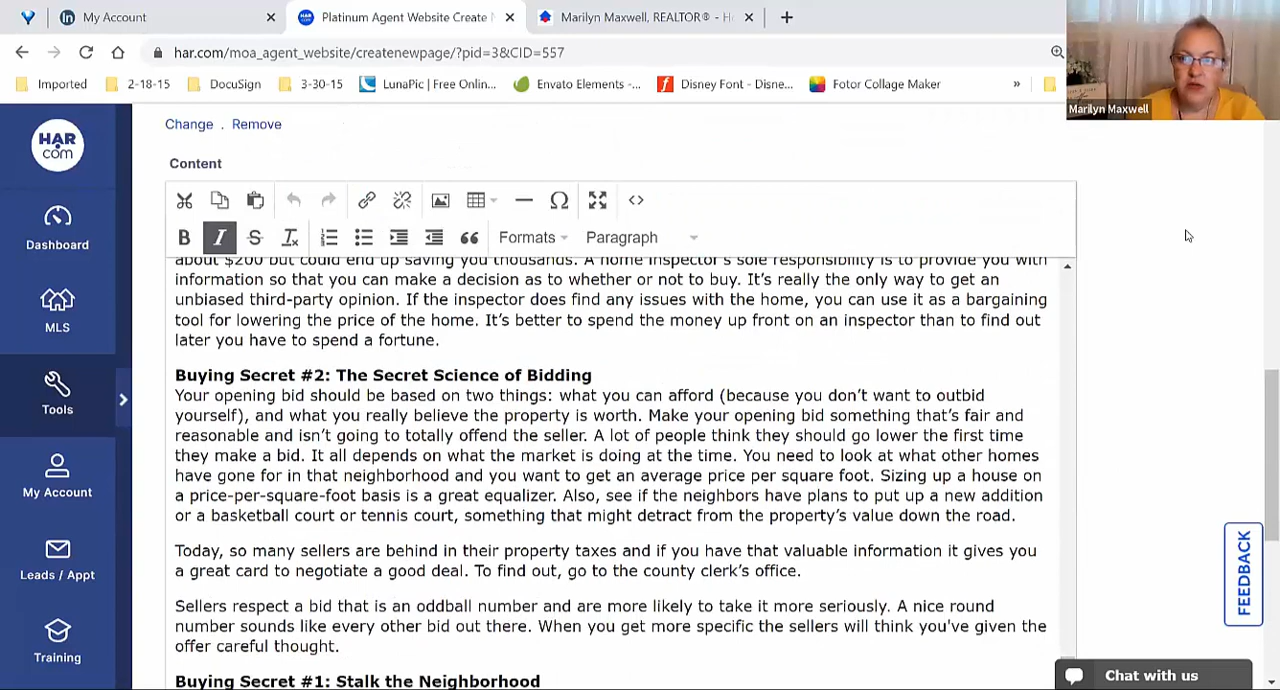 My Account
Platinum Agent Website Create N
Marilyn Maxwell, REALTOR® - H
har.com/moa_agent_website/createnewpage/?pid=3&CID=557
Imported
2-18-15
DocuSign
3-30-15
LunaPic | Free Onlin...
Envato Elements -...
Disney Font - Disne...
Fotor Collage Maker
»
Marilyn Maxwell
HAR
com
Dashboard
MLS
Tools
My Account
Leads / Appt
Training
Change . Remove
Content
Formats
Paragraph
about $200 but could end up saving you thousands. A home inspector's sole responsibility is to provide you with
information so that you can make a decision as to whether or not to buy. It's really the only way to get an
unbiased third-party opinion. If the inspector does find any issues with the home, you can use it as a bargaining
tool for lowering the price of the home. It's better to spend the money up front on an inspector than to find out
later you have to spend a fortune.
Buying Secret #2: The Secret Science of Bidding
Your opening bid should be based on two things: what you can afford (because you don't want to outbid
yourself), and what you really believe the property is worth. Make your opening bid something that's fair and
reasonable and isn't going to totally offend the seller. A lot of people think they should go lower the first time
they make a bid. It all depends on what the market is doing at the time. You need to look at what other homes
have gone for in that neighborhood and you want to get an average price per square foot. Sizing up a house on
a price-per-square-foot basis is a great equalizer. Also, see if the neighbors have plans to put up a new addition
or a basketball court or tennis court, something that might detract from the property's value down the road.
Today, so many sellers are behind in their property taxes and if you have that valuable information it gives you
a great card to negotiate a good deal. To find out, go to the county clerk's office.
Sellers respect a bid that is an oddball number and are more likely to take it more seriously. A nice round
number sounds like every other bid out there. When you get more specific the sellers will think you've given the
offer careful thought.
Buying Secret #1: Stalk the Neighborhood
FEEDBACK
Chat with us